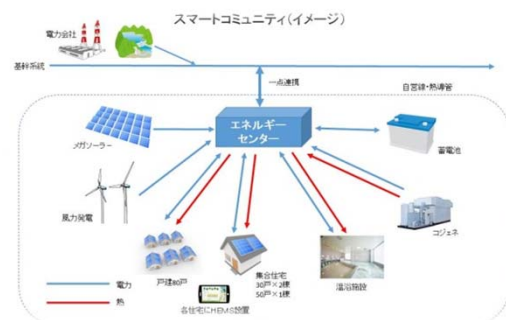 スマートコミュニティ(イメージ)
電力会社
基幹系統
一点連携
自営線・熱導管
メガソーラー
エネルギー
センター
蓄電池
風力発電
コジェネ
戸建80戸
集合住宅
30戸×2棟
50戸×1棟
温浴施設
各住宅にHEMS設置
電力
熱